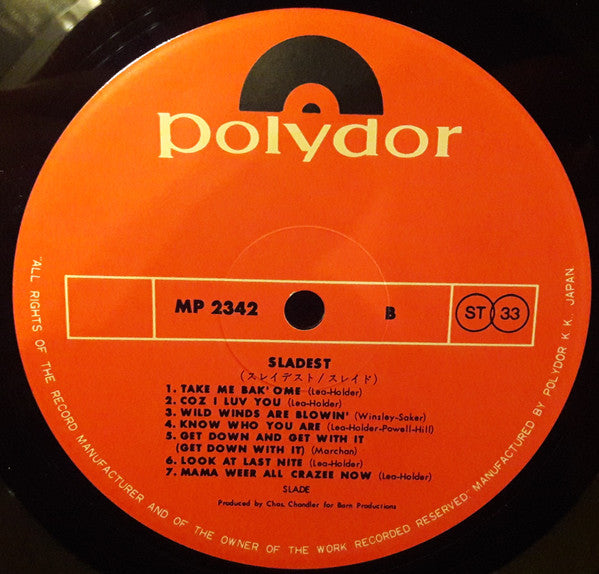 polydor
MP 2342
B
ST 33
SLADEST
(スレイデスト/スレイド)
1. TAKE ME BAK' OME (Lea-Holder)
2. COZ I LUV YOU (Lea-Holder)
3. WILD WINDS ARE BLOWIN' (Winsley-Saker)
4. KNOW WHO YOU ARE (Lea-Holder-Powell-Hill)
5. GET DOWN AND GET WITH IT
(GET DOWN WITH IT) (Marchan)
6. LOOK AT LAST NITE (Lea-Holder)
7. MAMA WEER ALL CRAZEE NOW (Lea-Holder)
SLADE
Produced by Chas. Chandler for Barn Productions
"ALL RIGHTS OF THE RECORD MANUFACTURER AND OF THE OWNER OF THE WORK RECORDED RESERVED" MANUFACTURED BY POLYDOR K. K. JAPAN.